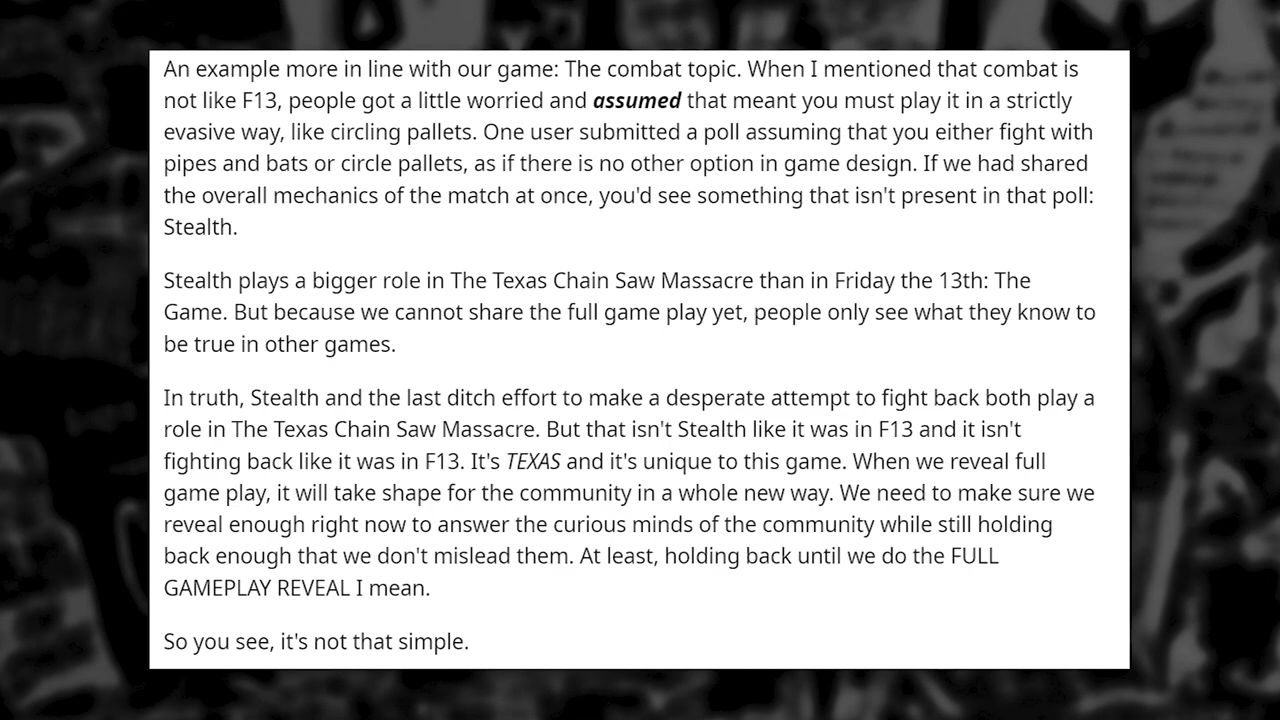 An example more in line with our game: The combat topic. When I mentioned that combat is
not like F13, people got a little worried and assumed that meant you must play it in a strictly
evasive way, like circling pallets. One user submitted a poll assuming that you either fight with
pipes and bats or circle pallets, as if there is no other option in game design. If we had shared
the overall mechanics of the match at once, you'd see something that isn't present in that poll:
Stealth.
Stealth plays a bigger role in The Texas Chain Saw Massacre than in Friday the 13th: The
Game. But because we cannot share the full game play yet, people only see what they know to
be true in other games.
In truth, Stealth and the last ditch effort to make a desperate attempt to fight back both play a
role in The Texas Chain Saw Massacre. But that isn't Stealth like it was in F13 and it isn't
fighting back like it was in F13. It's TEXAS and it's unique to this game. When we reveal full
game play, it will take shape for the community in a whole new way. We need to make sure we
reveal enough right now to answer the curious minds of the community while still holding
back enough that we don't mislead them. At least, holding back until we do the FULL
GAMEPLAY REVEAL I mean.
So you see, it's not that simple.